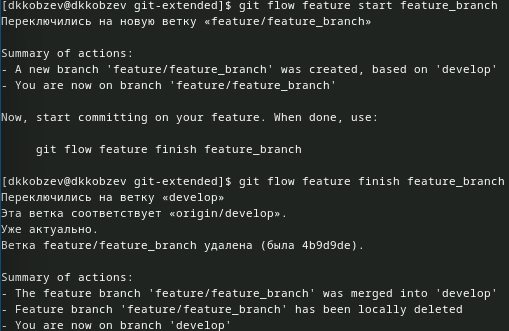 [dkkobzev@dkkobzev git-extended]$ git flow feature start feature_branch
Переключились на новую ветку «feature/feature_branch»
Summary of actions:
- A new branch 'feature/feature_branch' was created, based on 'develop'
- You are now on branch 'feature/feature_branch'
Now, start committing on your feature. When done, use:
git flow feature finish feature_branch
[dkkobzev@dkkobzev git-extended]$ git flow feature finish feature_branch
Переключились на ветку «develop»
Эта ветка соответствует «origin/develop».
Уже актуально.
Ветка feature/feature_branch удалена (была 4b9d9de).
Summary of actions:
- The feature branch 'feature/feature_branch' was merged into 'develop'
- Feature branch 'feature/feature_branch' has been locally deleted
- You are now on branch 'develop'